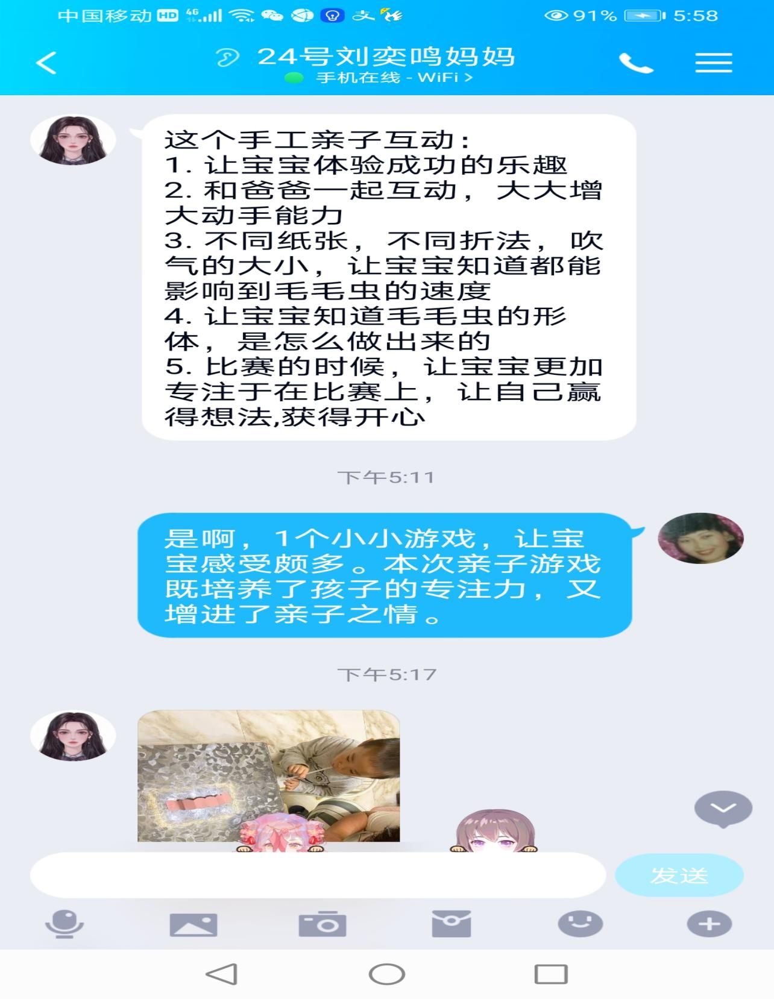 中国移动 HD 4G 91% 5:58
24号刘奕鸣妈妈
手机在线 - WiFi >
这个手工亲子互动：
1. 让宝宝体验成功的乐趣
2. 和爸爸一起互动，大大增
大动手能力
3. 不同纸张，不同折法，吹
气的大小，让宝宝知道都能
影响到毛毛虫的速度
4. 让宝宝知道毛毛虫的形
体，是怎么做出来的
5. 比赛的时候，让宝宝更加
专注于在比赛上，让自己赢
得想法,获得开心
下午5:11
是啊，1个小小游戏，让宝
宝感受颇多。本次亲子游戏
既培养了孩子的专注力，又
增进了亲子之情。
下午5:17
发送